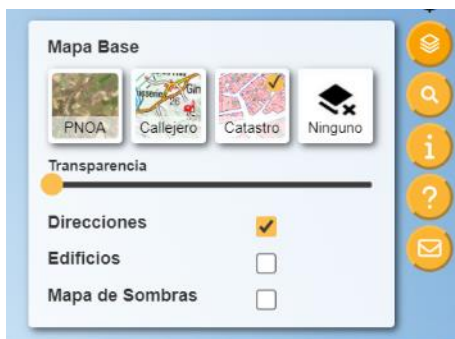 Mapa Base
PNOA Callejero Catastro Ninguno
Transparencia
Direcciones
Edificios
Mapa de Sombras